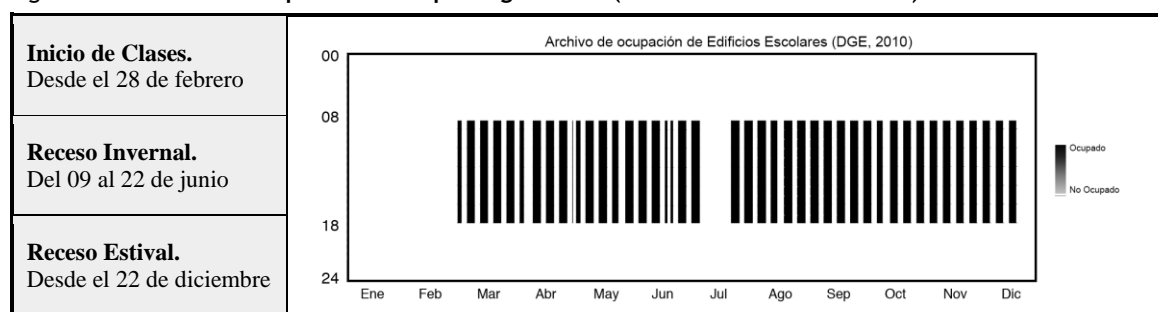 Inicio de Clases.
Desde el 28 de febrero
Receso Invernal.
Del 09 al 22 de junio
Receso Estival.
Desde el 22 de diciembre
Archivo de ocupación de Edificios Escolares (DGE, 2010)
00
08
18
24
Ene Feb Mar Abr May Jun Jul Ago Sep Oct Nov Dic
Ocupado
No Ocupado